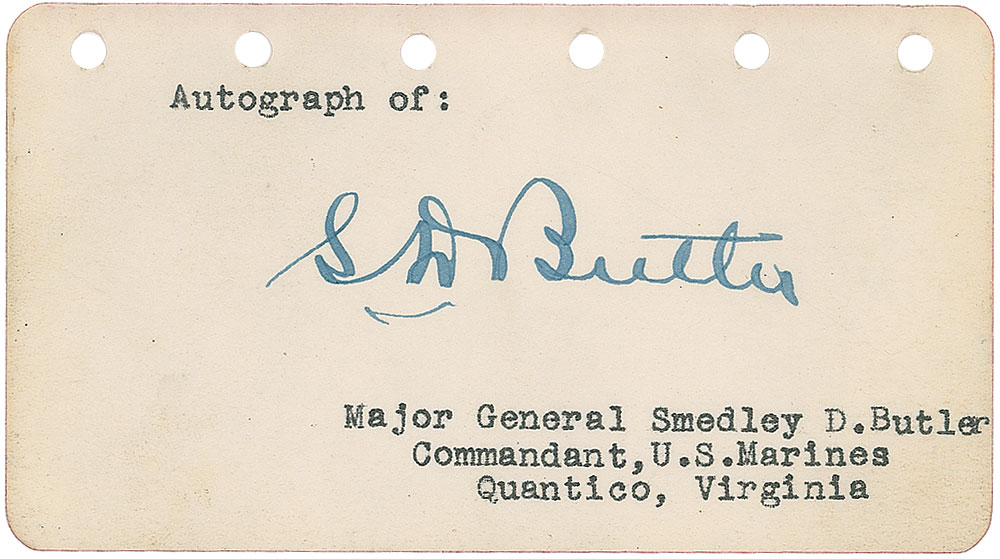 Autograph of:
S D Butler
Major General Smedley D.Butler
Commandant,U.S.Marines
Quantico, Virginia